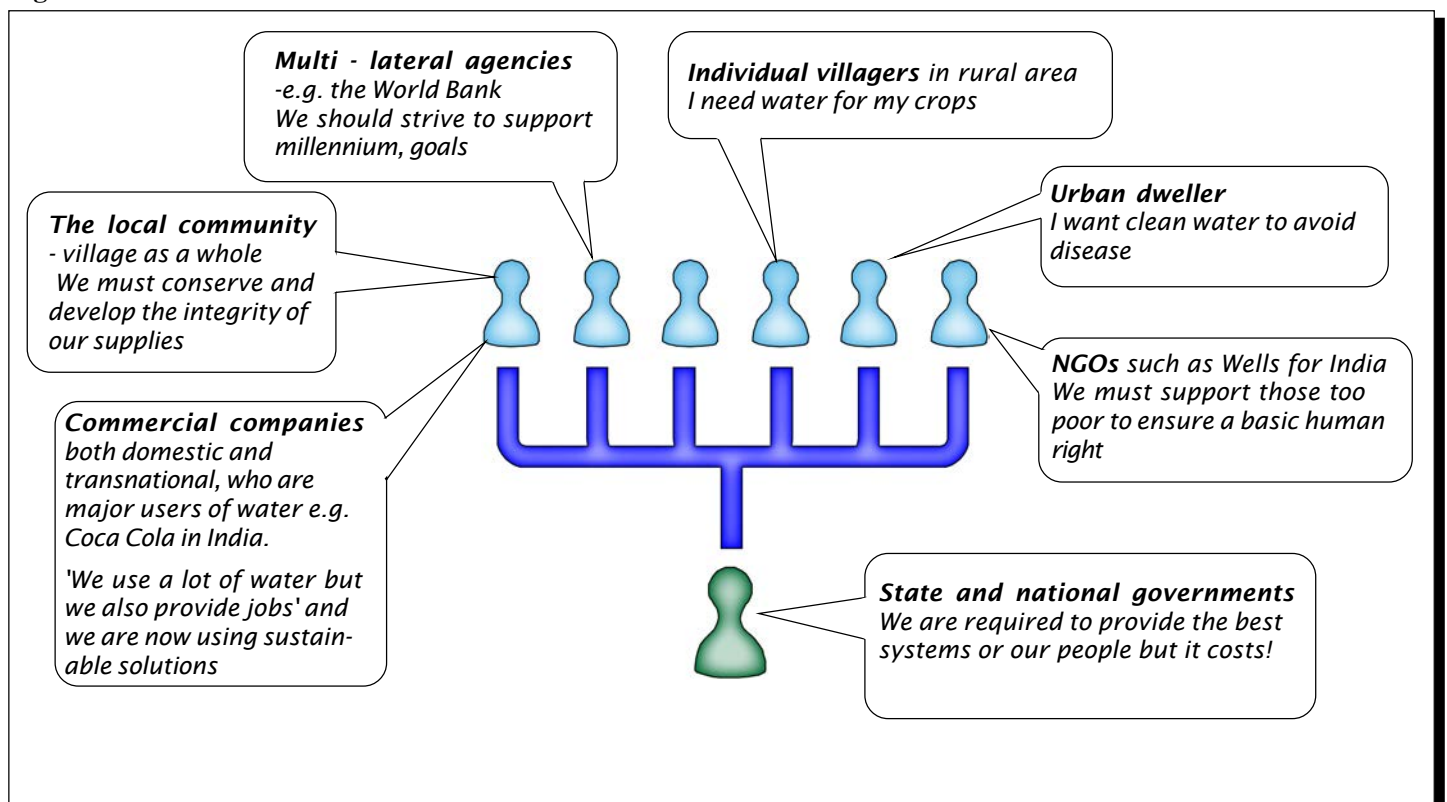 Multi - lateral agencies
-e.g. the World Bank
We should strive to support
millennium, goals
Individual villagers in rural area
I need water for my crops
Urban dweller
I want clean water to avoid
disease
The local community
- village as a whole
We must conserve and
develop the integrity of
our supplies
NGOs such as Wells for India
We must support those too
poor to ensure a basic human
right
Commercial companies
both domestic and
transnational, who are
major users of water e.g.
Coca Cola in India.
'We use a lot of water but
we also provide jobs' and
we are now using sustain-
able solutions
State and national governments
We are required to provide the best
systems or our people but it costs!